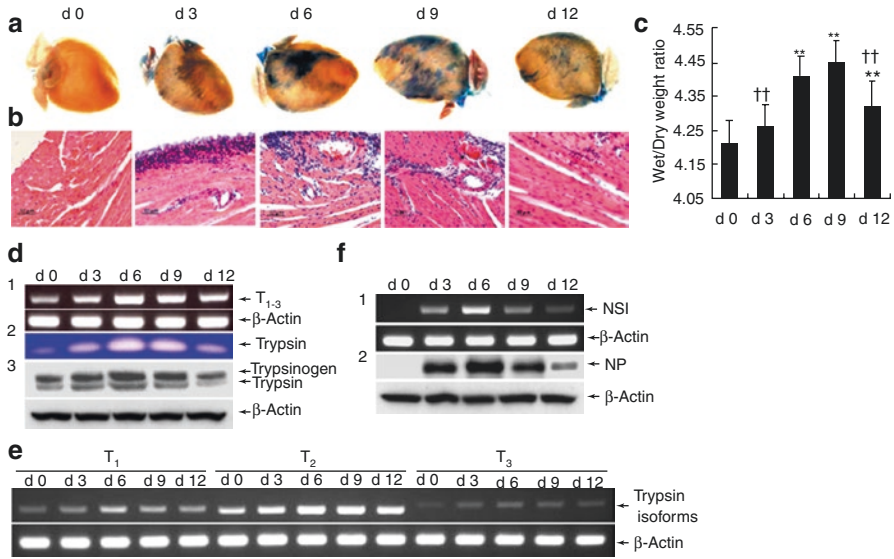 a
d 0 d 3 d 6 d 9 d 12
b
c
Wet/Dry weight ratio
4.55
4.45
4.35
4.25
4.15
4.05
††
**
**
††
**
d 0 d 3 d 6 d 9 d 12
d
d 0 d 3 d 6 d 9 d 12
1
T1-3
β-Actin
2
Trypsin
3
Trypsinogen
Trypsin
β-Actin
f
d 0 d 3 d 6 d 9 d 12
1
NSI
β-Actin
2
NP
β-Actin
e
T1 T2 T3
d 0 d 3 d 6 d 9 d 12 d 0 d 3 d 6 d 9 d 12 d 0 d 3 d 6 d 9 d 12
Trypsin
isoforms
β-Actin